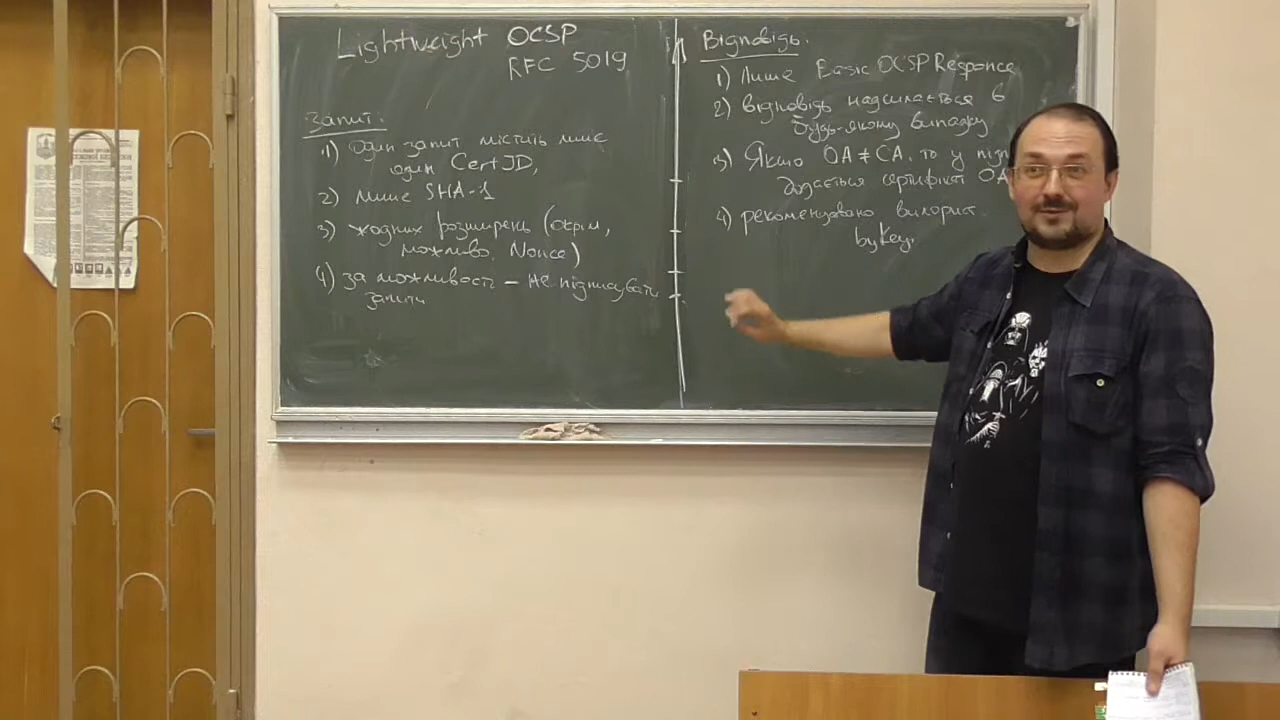 Lightweight OCSP
RFC 5019
Запит:
1) один запит містить лише
один CertID,
2) лише SHA-1
3) жодних розширень (окрім,
можливо, Nonce)
4) за можливості – не підписувати
запити
Відповідь.
1) Лише Basic OCSP Response
2) відповідь надсилається в
будь-якому випадку.
3) Якщо OA ≠ CA, то у підп
додається сертифікат OA
4) рекомендовано використ.
byKey.